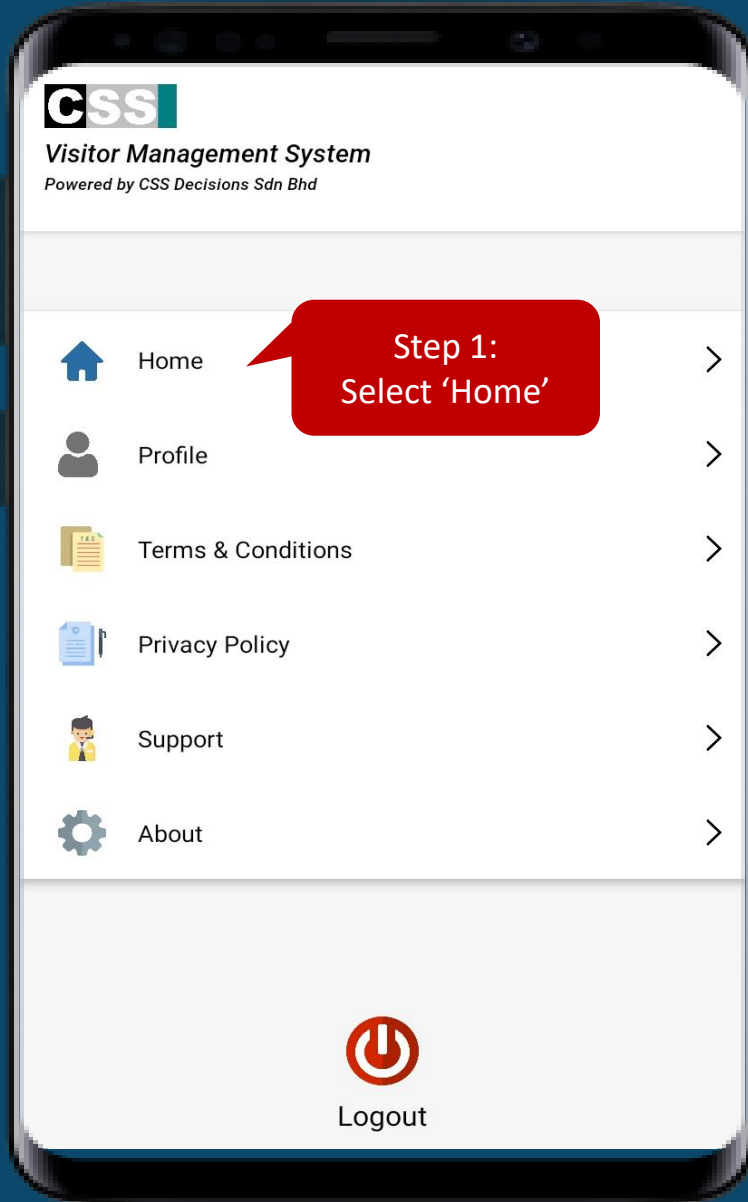 CSS
Visitor Management System
Powered by CSS Decisions Sdn Bhd
Home
Step 1:
Select ‘Home’
Profile
T & C
Terms & Conditions
Privacy Policy
Support
About
Logout